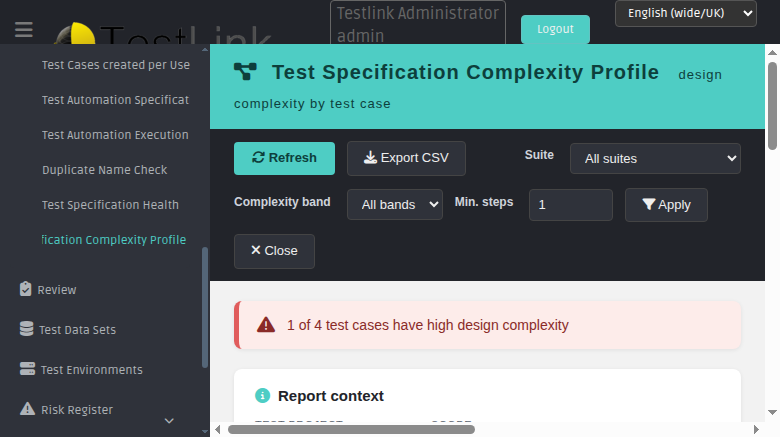 TestLink
Testlink Administrator
admin
Logout
English (wide/UK)
Test Cases created per Use
Test Automation Specificat
Test Automation Execution
Duplicate Name Check
Test Specification Health
fication Complexity Profile
Review
Test Data Sets
Test Environments
Risk Register
Test Specification Complexity Profile design
complexity by test case
Refresh
Export CSV
Suite
All suites
Complexity band
All bands
Min. steps
1
Apply
Close
1 of 4 test cases have high design complexity
Report context